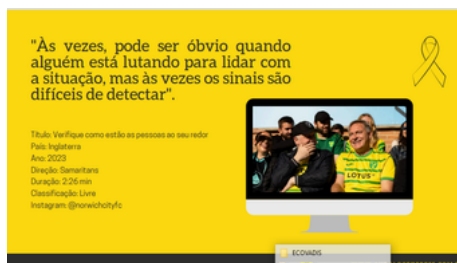 "Às vezes, pode ser óbvio quando
alguém está lutando para lidar com
a situação, mas às vezes os sinais são
difíceis de detectar".
Título: Verifique como estão as pessoas ao seu redor
País: Inglaterra
Ano: 2023
Direção: Samaritans
Duração: 2:26 min
Classificação: Livre
Instagram: @norwichcityfc
LOTUS
ECOVADIS